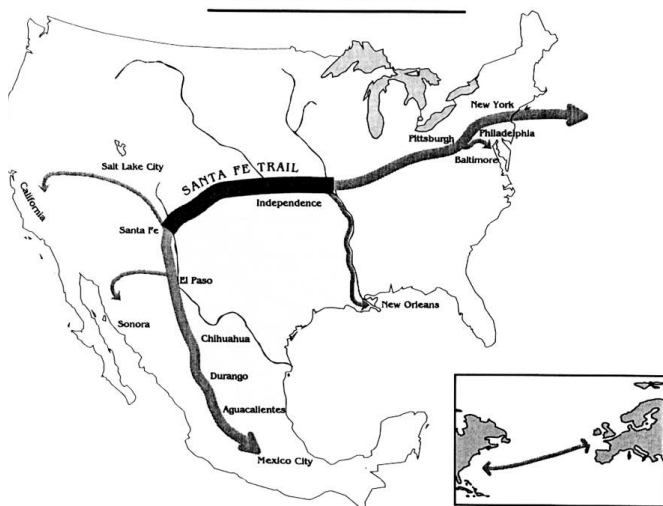 New York
Pittsburgh
Philadelphia
Baltimore
Salt Lake City
SANTA FE TRAIL
California
Independence
Santa Fe
El Paso
New Orleans
Sonora
Chihuahua
Durango
Aguacalientes
Mexico City